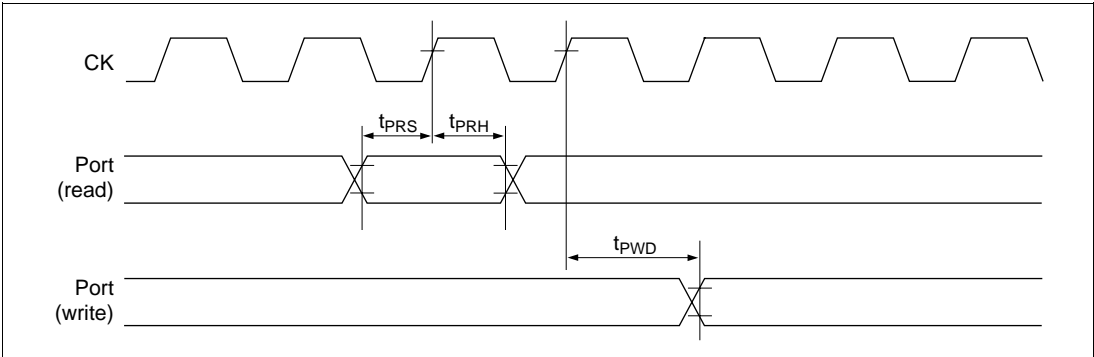 CK
tPRS
tPRH
Port
(read)
tPWD
Port
(write)